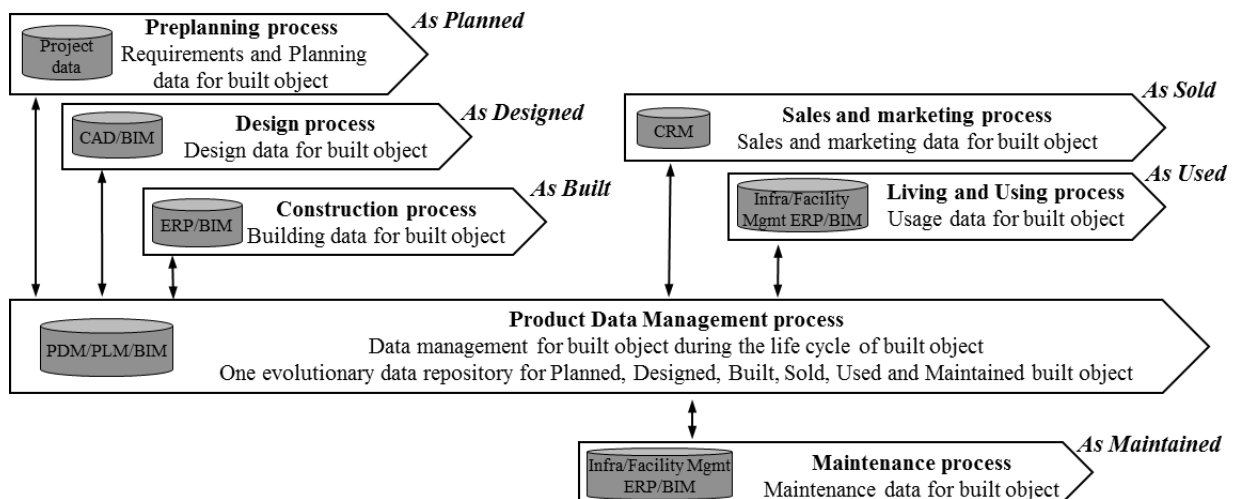 As Planned
Preplanning process
Project
data
Requirements and Planning
data for built object
As Designed
CAD/BIM
Design process
Design data for built object
As Built
ERP/BIM
Construction process
Building data for built object
As Sold
CRM
Sales and marketing process
Sales and marketing data for built object
As Used
Infra/Facility
Mgmt ERP/BIM
Living and Using process
Usage data for built object
PDM/PLM/BIM
Product Data Management process
Data management for built object during the life cycle of built object
One evolutionary data repository for Planned, Designed, Built, Sold, Used and Maintained built object
As Maintained
Infra/Facility Mgmt
ERP/BIM
Maintenance process
Maintenance data for built object